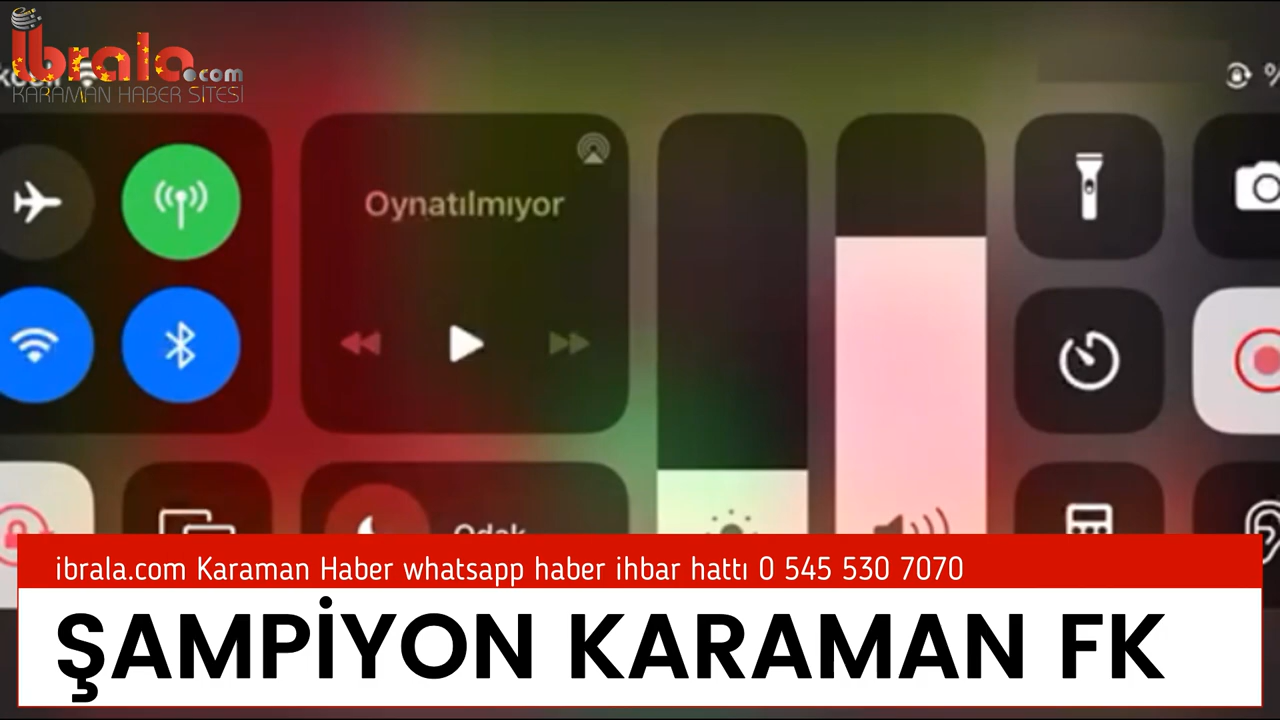 ibrala.com
KARAMAN HABER SİTESİ
Oynatılmıyor
Odak
ibrala.com Karaman Haber whatsapp haber ihbar hattı 0 545 530 7070
ŞAMPİYON KARAMAN FK